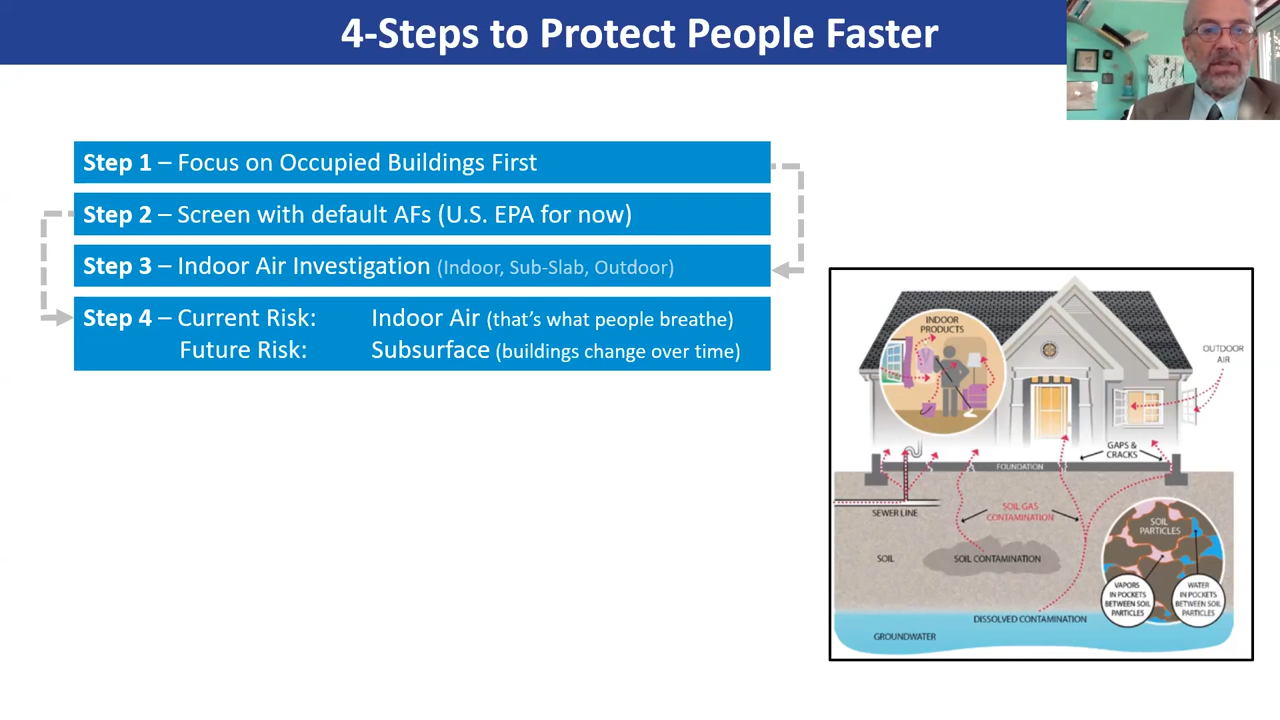 4-Steps to Protect People Faster
Step 1 – Focus on Occupied Buildings First
Step 2 – Screen with default AFs (U.S. EPA for now)
Step 3 – Indoor Air Investigation (Indoor, Sub-Slab, Outdoor)
Step 4 – Current Risk: Indoor Air (that's what people breathe)
Future Risk: Subsurface (buildings change over time)
INDOOR
PRODUCTS
OUTDOOR
AIR
GAPS &
CRACKS
FOUNDATION
SEWER LINE
SOIL GAS
CONTAMINATION
SOIL
PARTICLES
SOIL
SOIL CONTAMINATION
VAPORS
IN POCKETS
BETWEEN SOIL
PARTICLES
WATER
IN POCKETS
BETWEEN SOIL
PARTICLES
DISSOLVED CONTAMINATION
GROUNDWATER